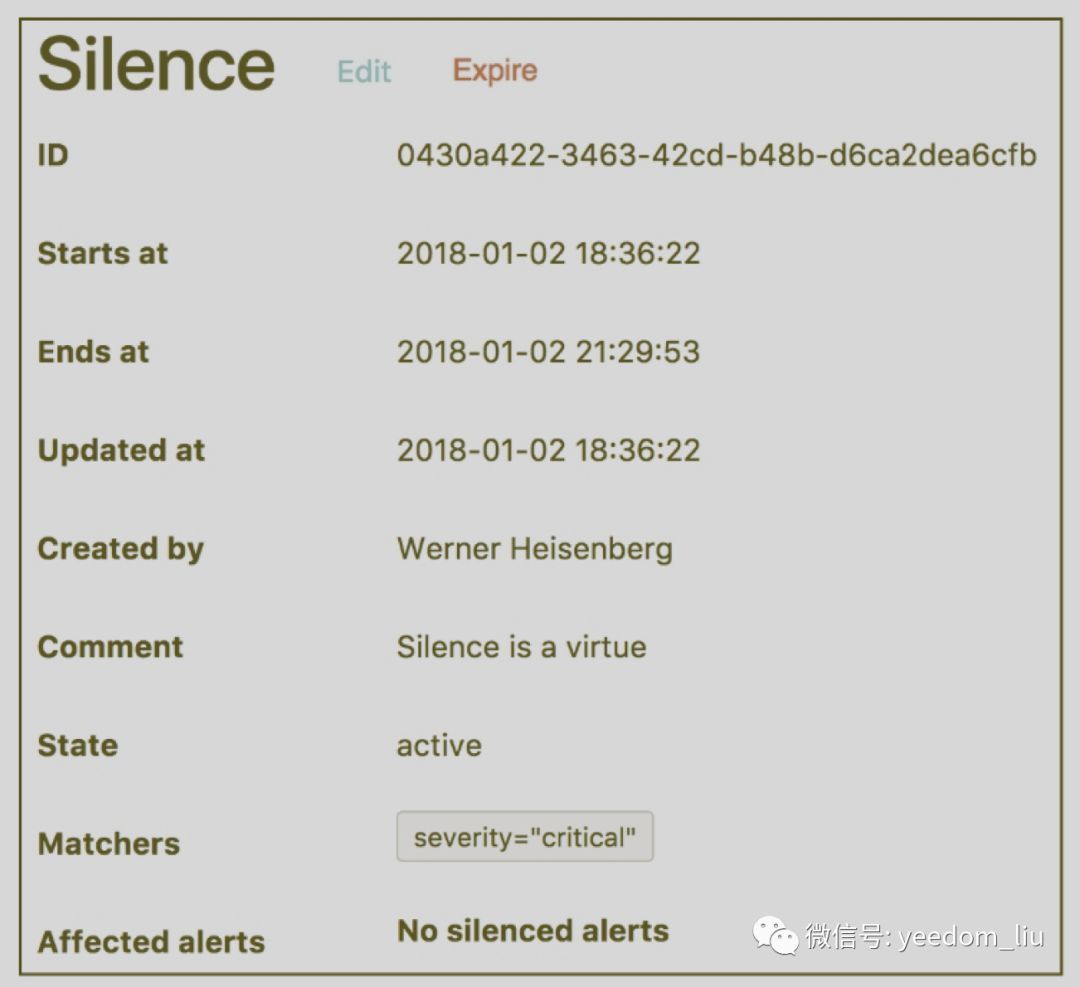 Silence Edit Expire
ID 0430a422-3463-42cd-b48b-d6ca2dea6cfb
Starts at 2018-01-02 18:36:22
Ends at 2018-01-02 21:29:53
Updated at 2018-01-02 18:36:22
Created by Werner Heisenberg
Comment Silence is a virtue
State active
Matchers severity="critical"
Affected alerts No silenced alerts
微信号: yeedom_liu